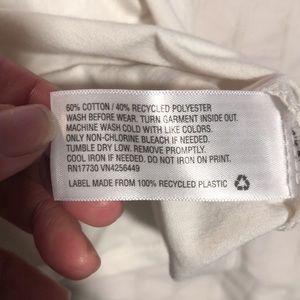 60% COTTON / 40% RECYCLED POLYESTER
WASH BEFORE WEAR. TURN GARMENT INSIDE OUT.
MACHINE WASH COLD WITH LIKE COLORS.
ONLY NON-CHLORINE BLEACH IF NEEDED.
TUMBLE DRY LOW. REMOVE PROMPTLY.
COOL IRON IF NEEDED. DO NOT IRON ON PRINT.
RN17730 VN4256449
LABEL MADE FROM 100% RECYCLED PLASTIC